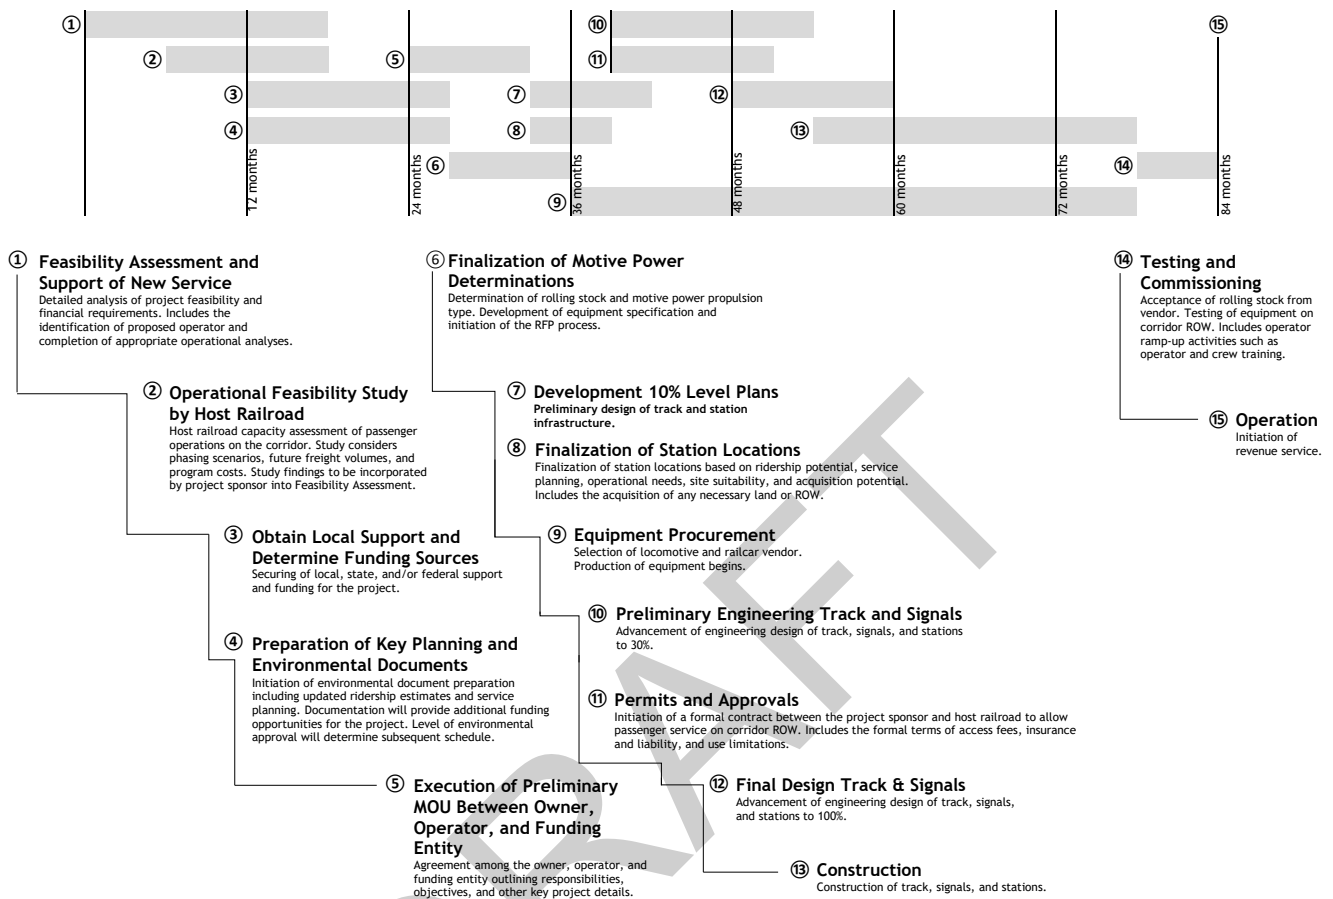 ① ⑩ ⑮
② ⑤ ⑪
③ ⑦ ⑫
④ ⑧ ⑬
⑥ ⑭
⑨
12 months
24 months
36 months
48 months
60 months
72 months
84 months
① Feasibility Assessment and
Support of New Service
Detailed analysis of project feasibility and
financial requirements. Includes the
identification of proposed operator and
completion of appropriate operational analyses.
② Operational Feasibility Study
by Host Railroad
Host railroad capacity assessment of passenger
operations on the corridor. Study considers
phasing scenarios, future freight volumes, and
program costs. Study findings to be incorporated
by project sponsor into Feasibility Assessment.
③ Obtain Local Support and
Determine Funding Sources
Securing of local, state, and/or federal support
and funding for the project.
④ Preparation of Key Planning and
Environmental Documents
Initiation of environmental document preparation
including updated ridership estimates and service
planning. Documentation will provide additional funding
opportunities for the project. Level of environmental
approval will determine subsequent schedule.
⑤ Execution of Preliminary
MOU Between Owner,
Operator, and Funding
Entity
Agreement among the owner, operator, and
funding entity outlining responsibilities,
objectives, and other key project details.
⑥ Finalization of Motive Power
Determinations
Determination of rolling stock and motive power propulsion
type. Development of equipment specification and
initiation of the RFP process.
⑦ Development 10% Level Plans
Preliminary design of track and station
infrastructure.
⑧ Finalization of Station Locations
Finalization of station locations based on ridership potential, service
planning, operational needs, site suitability, and acquisition potential.
Includes the acquisition of any necessary land or ROW.
⑨ Equipment Procurement
Selection of locomotive and railcar vendor.
Production of equipment begins.
⑩ Preliminary Engineering Track and Signals
Advancement of engineering design of track, signals, and stations
to 30%.
⑪ Permits and Approvals
Initiation of a formal contract between the project sponsor and host railroad to allow
passenger service on corridor ROW. Includes the formal terms of access fees, insurance
and liability, and use limitations.
⑫ Final Design Track & Signals
Advancement of engineering design of track, signals,
and stations to 100%.
⑬ Construction
Construction of track, signals, and stations.
⑭ Testing and
Commissioning
Acceptance of rolling stock from
vendor. Testing of equipment on
corridor ROW. Includes operator
ramp-up activities such as
operator and crew training.
⑮ Operation
Initiation of
revenue service.
RAFT